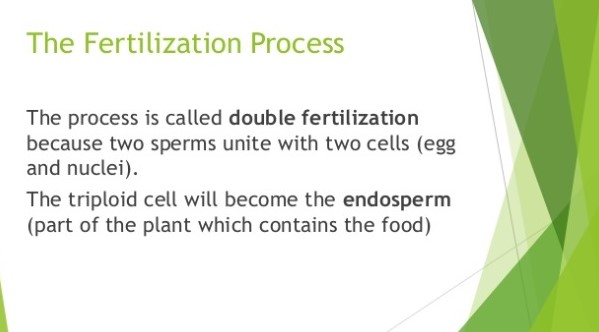 The Fertilization Process
The process is called double fertilization
because two sperms unite with two cells (egg
and nuclei).
The triploid cell will become the endosperm
(part of the plant which contains the food)